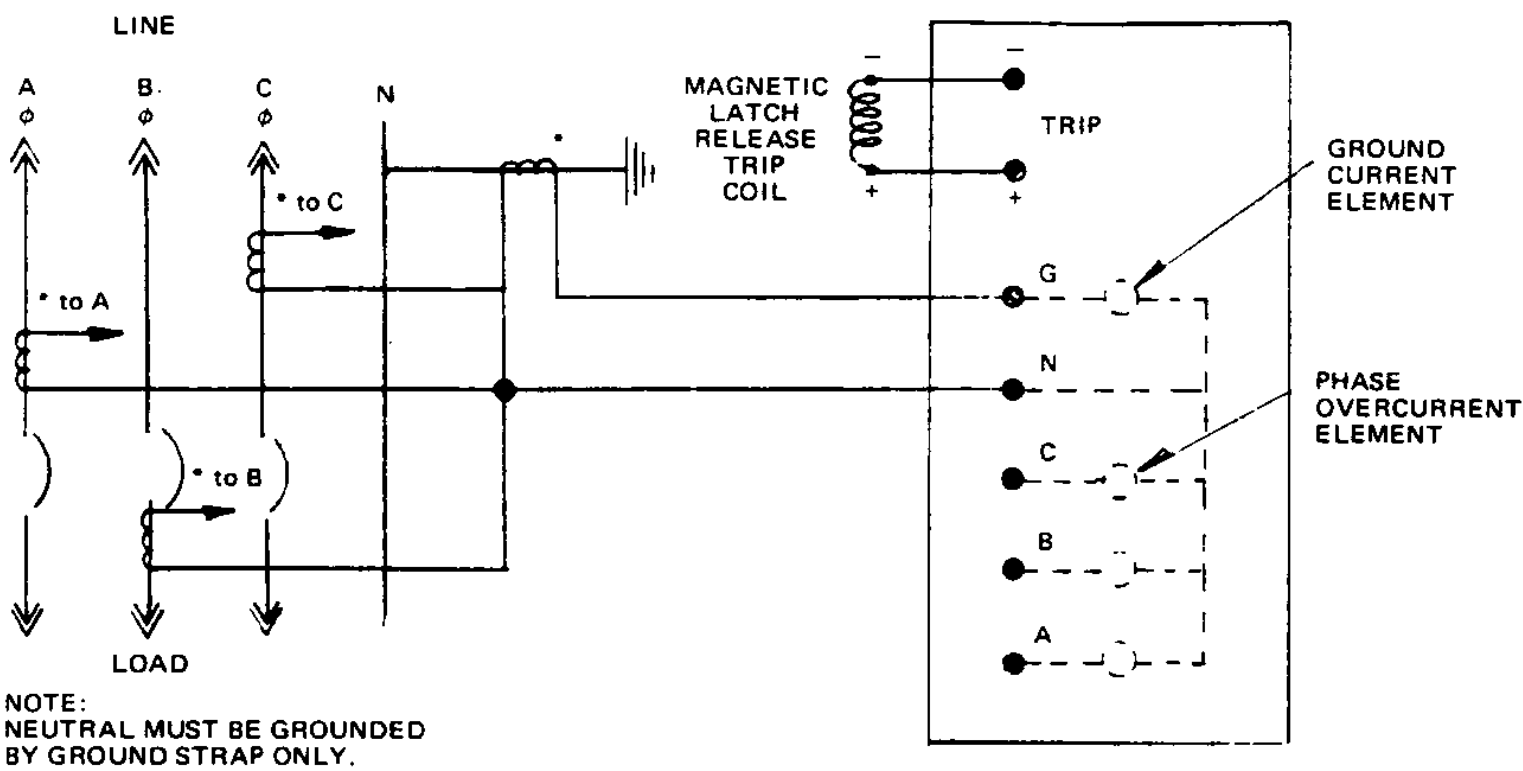 LINE
A
ø
B.
ø
C
ø
N
* to C
* to A
* to B
LOAD
NOTE:
NEUTRAL MUST BE GROUNDED
BY GROUND STRAP ONLY.
*
MAGNETIC
LATCH
RELEASE
TRIP
COIL
−
+
−
TRIP
+
G
N
C
B
A
GROUND
CURRENT
ELEMENT
PHASE
OVERCURRENT
ELEMENT